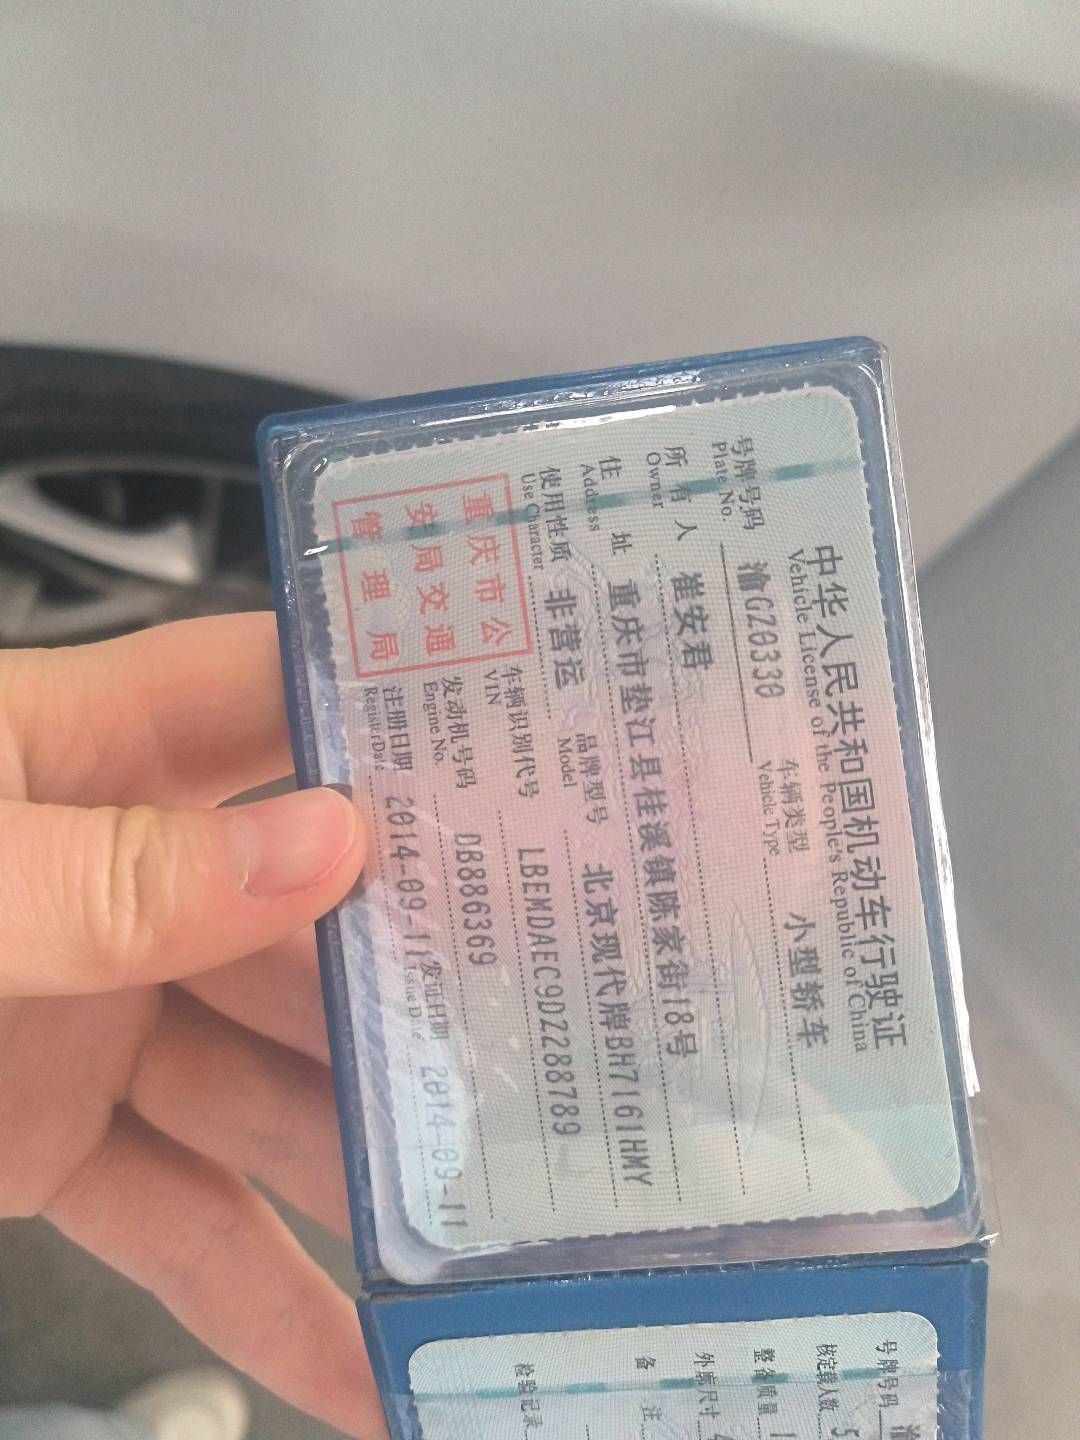 中华人民共和国机动车行驶证
Vehicle License of the People's Republic of China
号牌号码 渝GZ0330 车辆类型 小型轿车
Plate No. Vehicle Type
所有人 崔安君
Owner
住址 重庆市垫江县桂溪镇陈家街18号
Address
使用性质 非营运 品牌型号 北京现代牌BH7161HMY
Use Character Model
重庆市公
安局交通
管理局
车辆识别代号 LBEMDAEC9DZ288789
VIN
发动机号码 DB886369
Engine No.
注册日期 2014-09-11 发证日期 2014-09-11
Register Date Issue Date
号牌号码 渝
核定载人数 5
整备质量 1
外廓尺寸 4
备注
检验记录